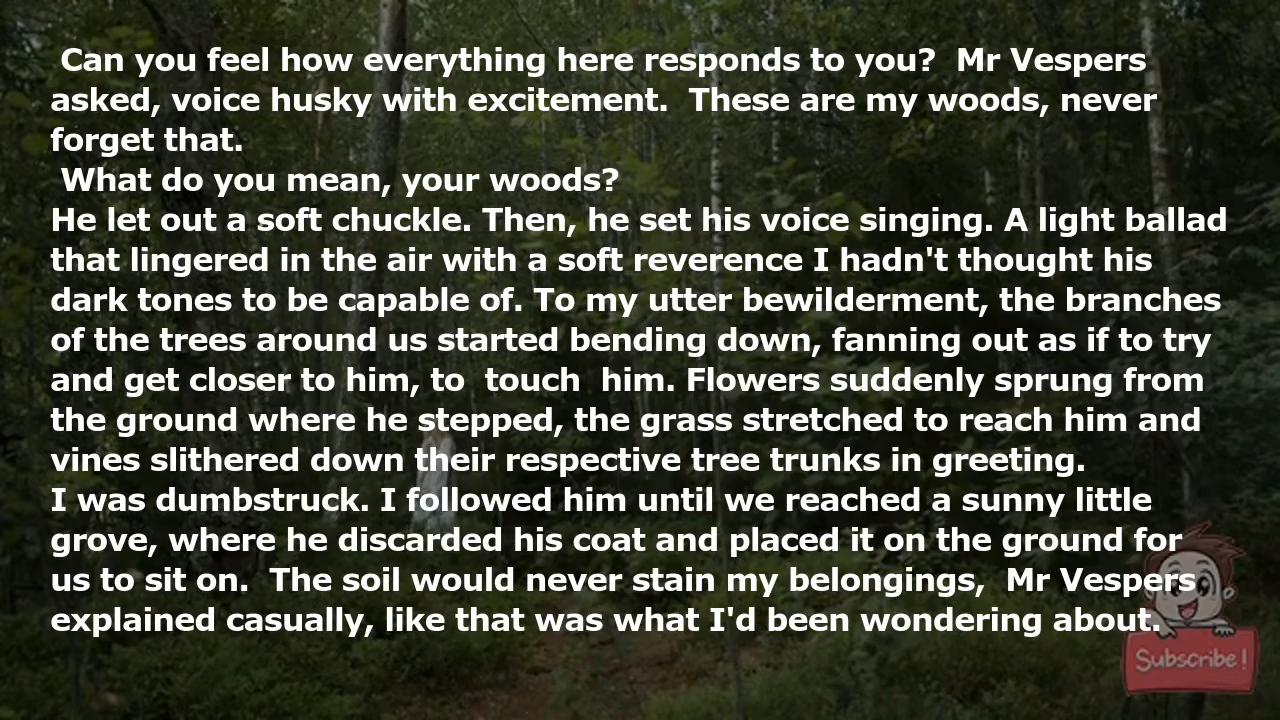 Can you feel how everything here responds to you?  Mr Vespers
asked, voice husky with excitement.  These are my woods, never
forget that.
What do you mean, your woods?
He let out a soft chuckle. Then, he set his voice singing. A light ballad
that lingered in the air with a soft reverence I hadn't thought his
dark tones to be capable of. To my utter bewilderment, the branches
of the trees around us started bending down, fanning out as if to try
and get closer to him, to  touch  him. Flowers suddenly sprung from
the ground where he stepped, the grass stretched to reach him and
vines slithered down their respective tree trunks in greeting.
I was dumbstruck. I followed him until we reached a sunny little
grove, where he discarded his coat and placed it on the ground for
us to sit on.  The soil would never stain my belongings,  Mr Vespers
explained casually, like that was what I'd been wondering about.
Subscribe!